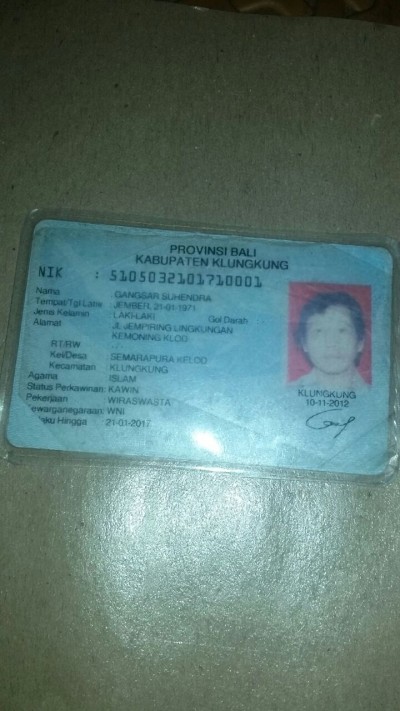 PROVINSI BALI
KABUPATEN KLUNGKUNG
NIK : 5105032101710001
Nama : GANGSAR SUHENDRA
Tempat/Tgl Lahir : JEMBER, 21-01-1971
Jenis Kelamin : LAKI-LAKI Gol Darah
Alamat : JL JEMPIRING LINGKUNGAN
KEMONING KLOD
RT/RW : - / -
Kel/Desa : SEMARAPURA KELOD
Kecamatan : KLUNGKUNG
Agama : ISLAM
Status Perkawinan: KAWIN
Pekerjaan : WIRASWASTA
Kewarganegaraan: WNI
Hingga 21-01-2017
KLUNGKUNG
10-11-2012